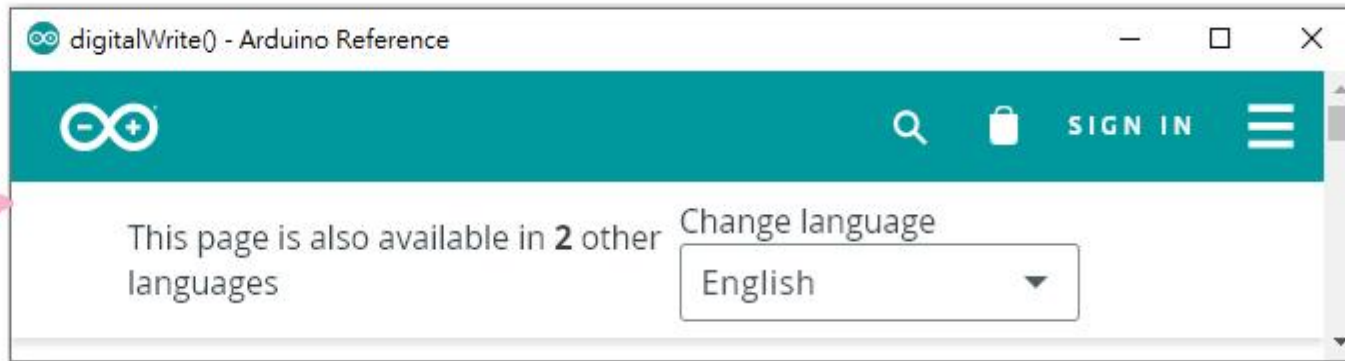 digitalWrite() - Arduino Reference
SIGN IN
This page is also available in 2 other
languages
Change language
English